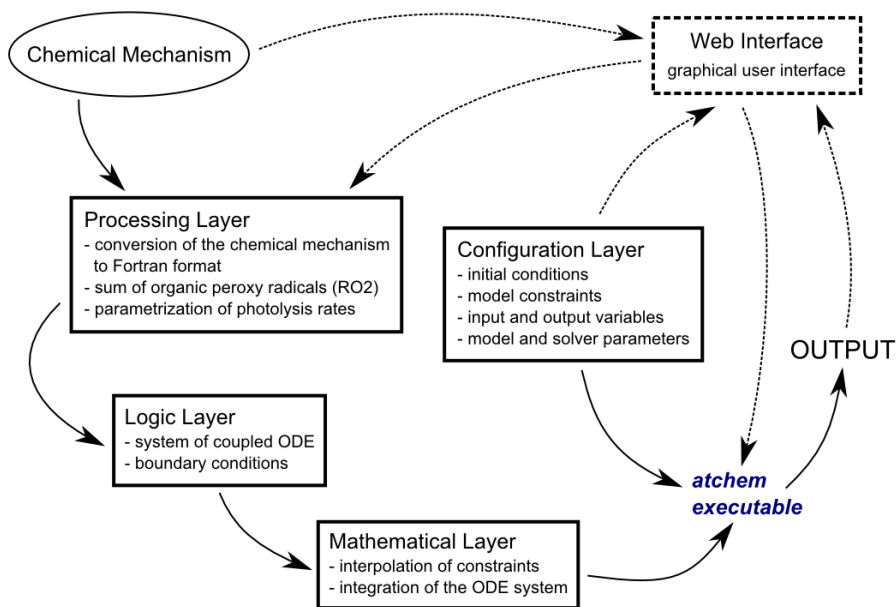 Chemical Mechanism
Web Interface
graphical user interface
Processing Layer
- conversion of the chemical mechanism
to Fortran format
- sum of organic peroxy radicals (RO2)
- parametrization of photolysis rates
Configuration Layer
- initial conditions
- model constraints
- input and output variables
- model and solver parameters
OUTPUT
Logic Layer
- system of coupled ODE
- boundary conditions
atchem
executable
Mathematical Layer
- interpolation of constraints
- integration of the ODE system